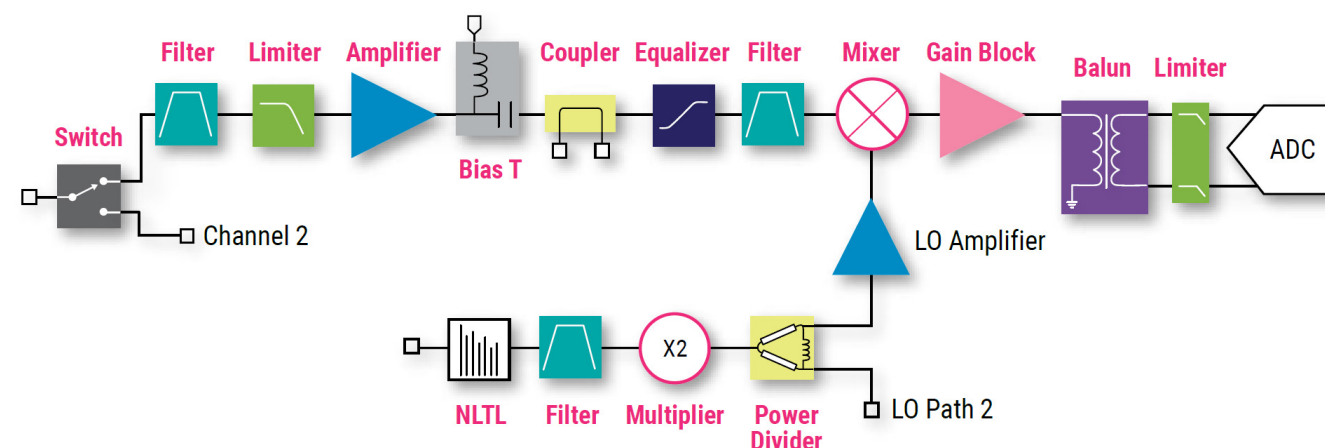 Filter
Limiter
Amplifier
Coupler
Equalizer
Filter
Mixer
Gain Block
Balun
Limiter
Switch
Bias T
ADC
Channel 2
LO Amplifier
X2
NLTL
Filter
Multiplier
Power
Divider
LO Path 2